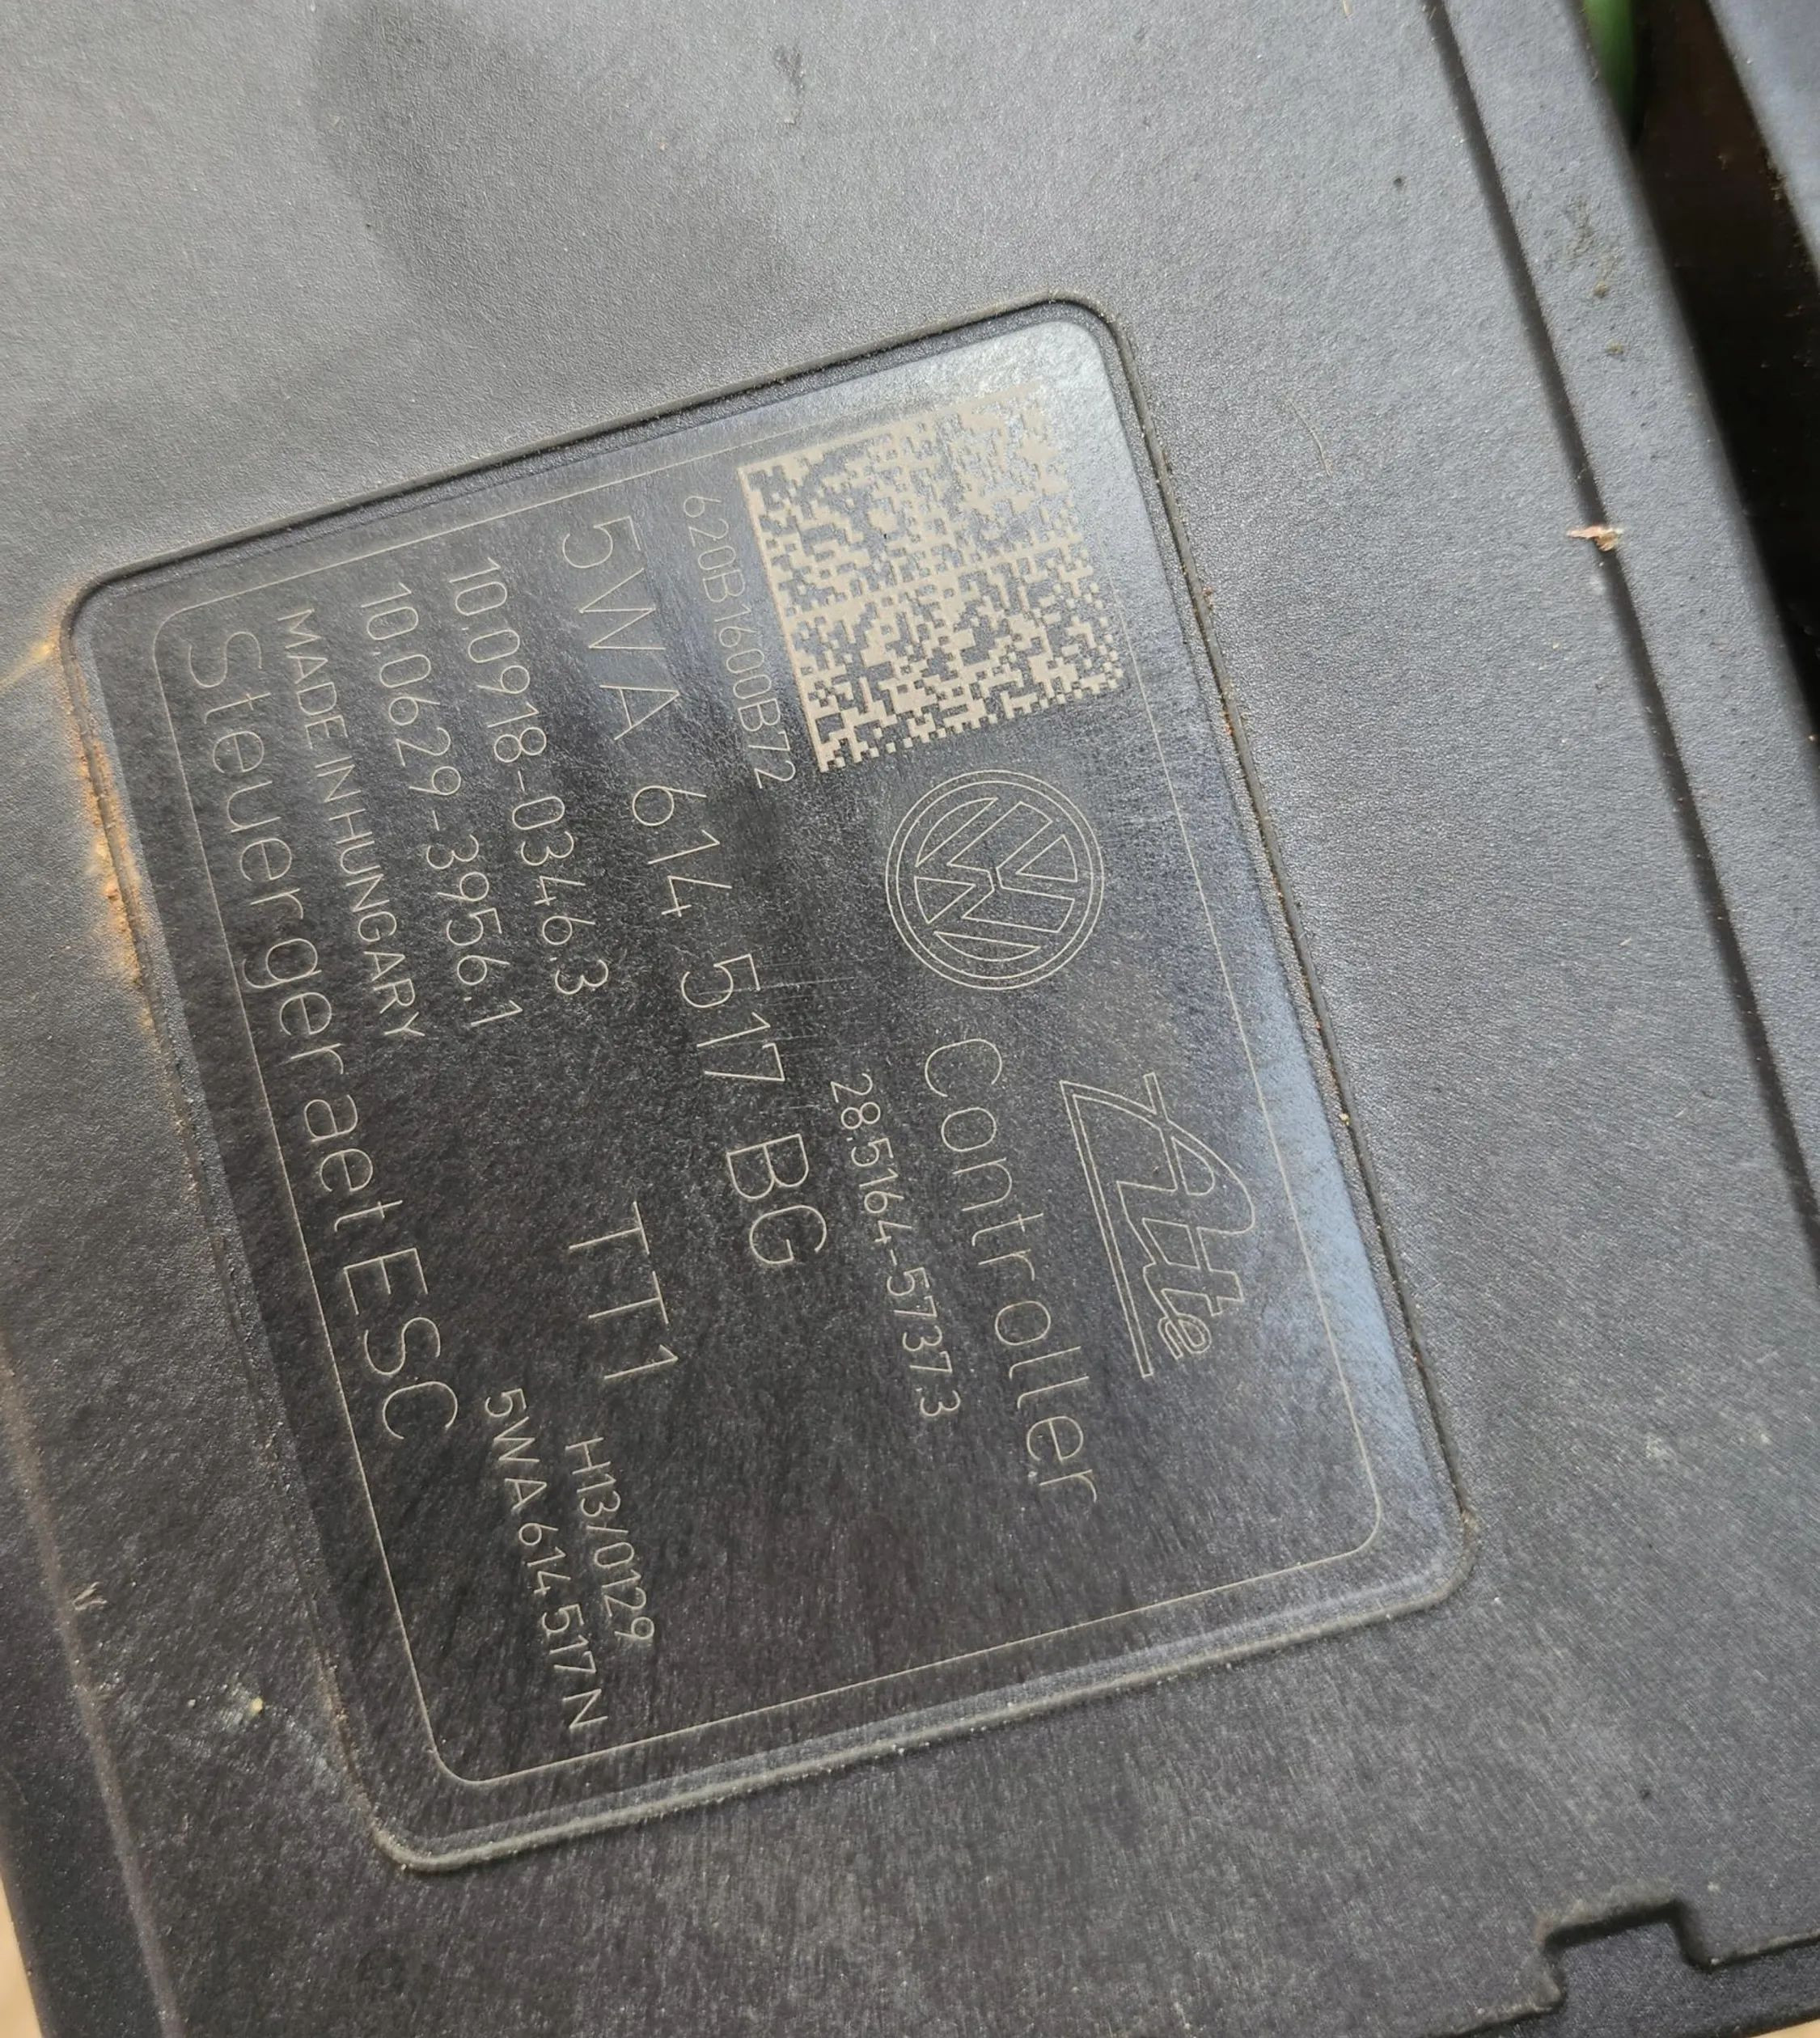 Ate
Controller
28.5164-5737.3
620B1600B72
5WA 614 517 BG
10.0918-0346.3
TT1
H13/0129
10.0629-3956.1
5WA 614 517 N
MADE IN HUNGARY
Steuergeraet ESC